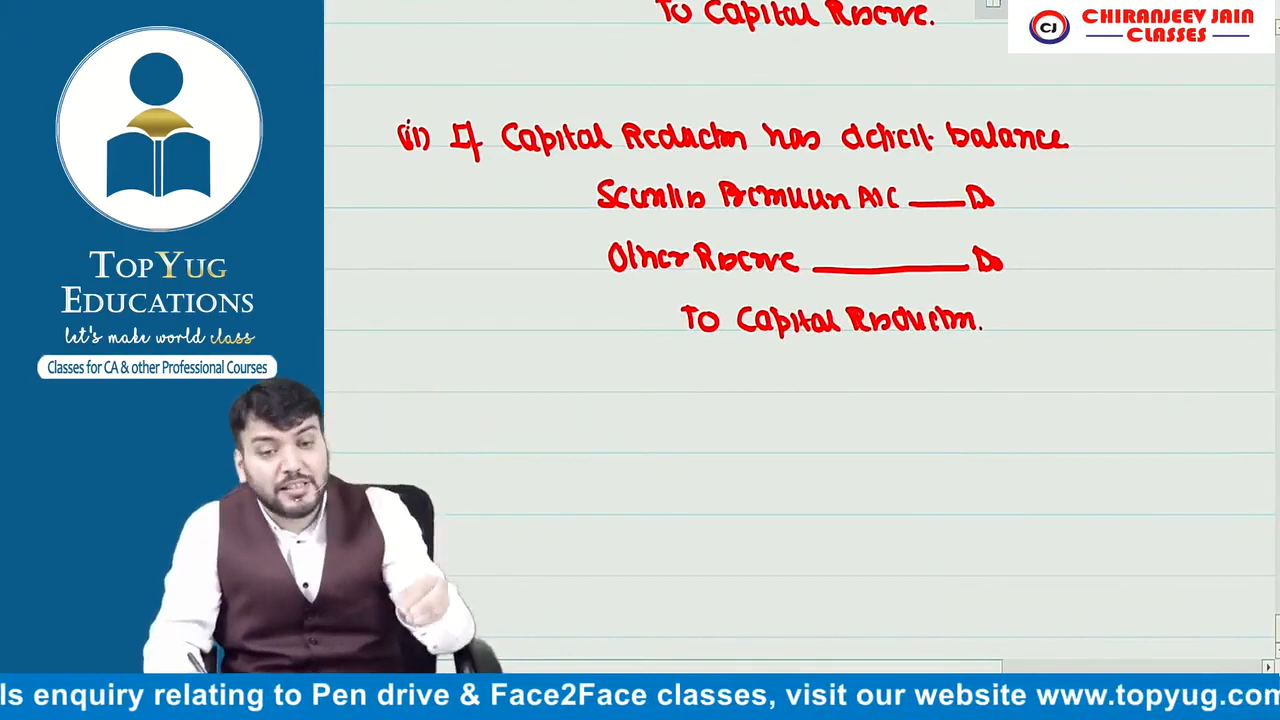 To Capital Reserve.
CJ
CHIRANJEEV JAIN
CLASSES
(ii) If Capital Reduction has deficit balance
Securities Premium A/C Dr
Other Reserve Dr
To Capital Reduction.
TOPYUG
EDUCATIONS
let's make world class
Classes for CA & other Professional Courses
ls enquiry relating to Pen drive & Face2Face classes, visit our website www.topyug.com